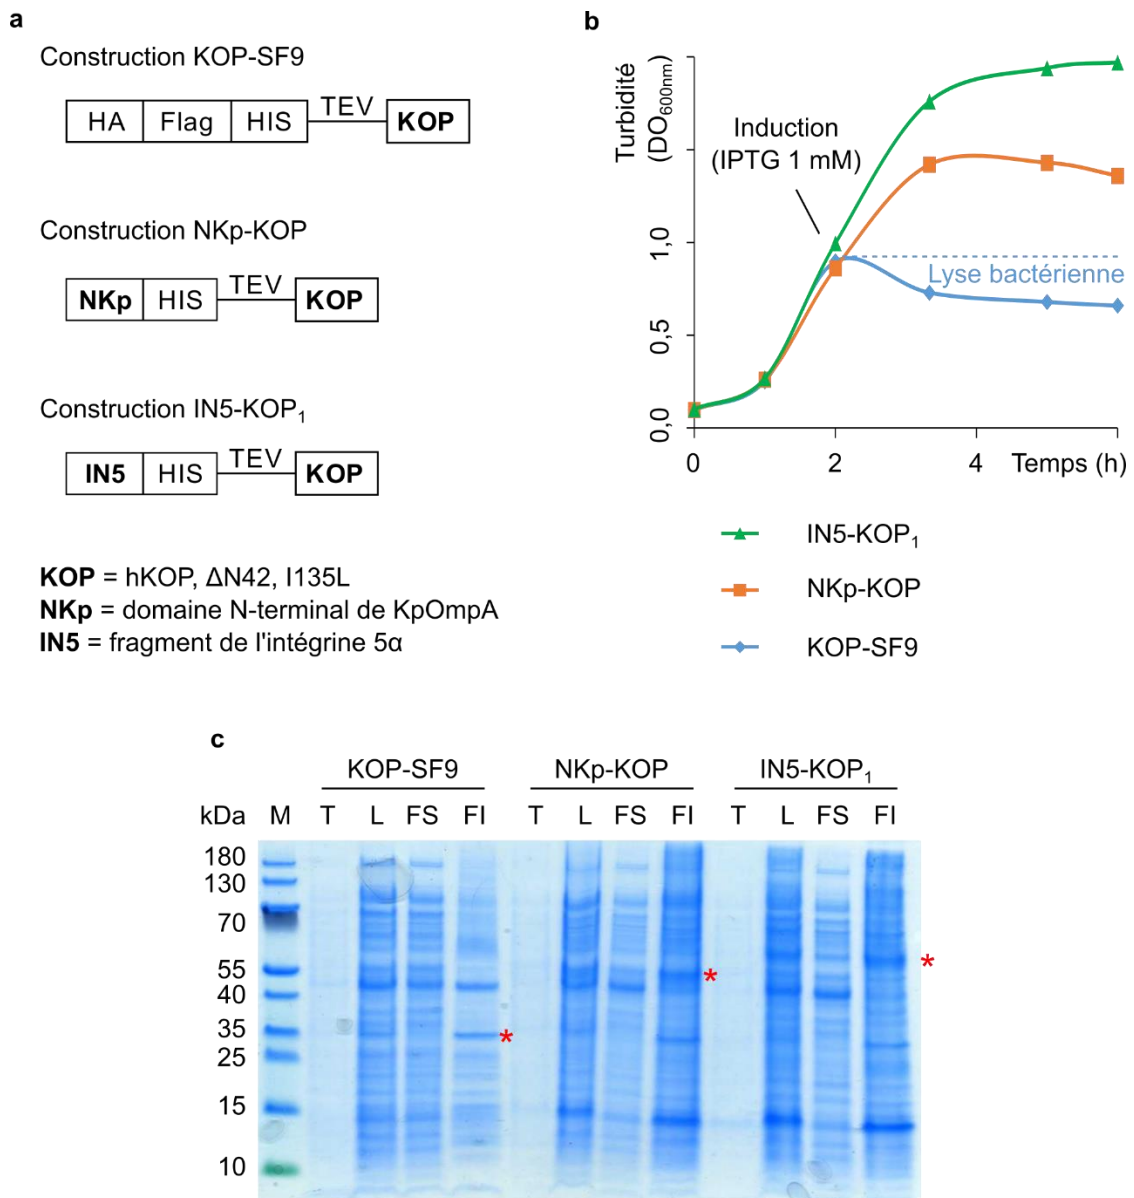 a
Construction KOP-SF9
HA Flag HIS TEV KOP
Construction NKp-KOP
NKp HIS TEV KOP
Construction IN5-KOP₁
IN5 HIS TEV KOP
KOP = hKOP, ΔN42, I135L
NKp = domaine N-terminal de KpOmpA
IN5 = fragment de l'intégrine 5α
b
Turbidité
(DO₆₀₀ₙₘ)
Induction
(IPTG 1 mM)
1,0
Lyse bactérienne
0,5
0,0
0 2 4 Temps (h)
IN5-KOP₁
NKp-KOP
KOP-SF9
c
KOP-SF9 NKp-KOP IN5-KOP₁
kDa M T L FS FI T L FS FI T L FS FI
180
130
70
55 *
*
40
35 *
25
15
10